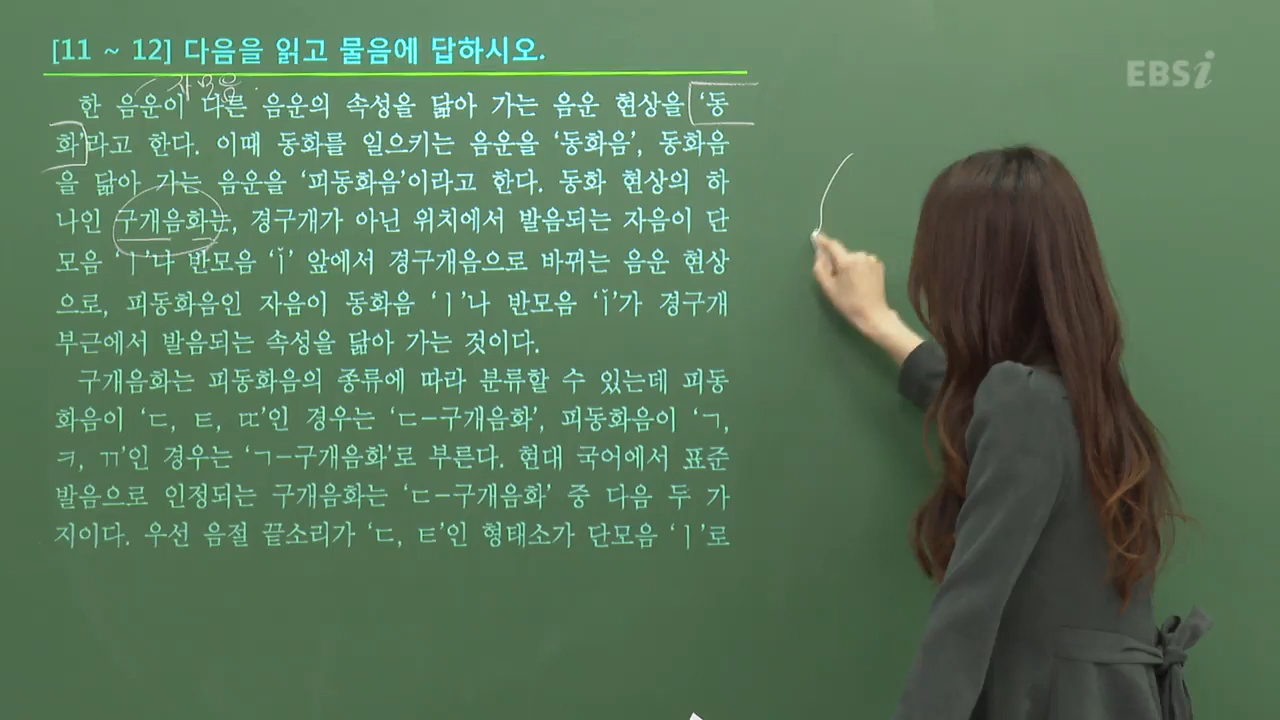 [11 ~ 12] 다음을 읽고 물음에 답하시오.
EBSi
자모음.
한 음운이 다른 음운의 속성을 닮아 가는 음운 현상을 ‘동
화’라고 한다. 이때 동화를 일으키는 음운을 ‘동화음’, 동화음
을 닮아 가는 음운을 ‘피동화음’이라고 한다. 동화 현상의 하
나인 구개음화는, 경구개가 아닌 위치에서 발음되는 자음이 단
모음 ‘ㅣ’나 반모음 ‘ㅣ̆’ 앞에서 경구개음으로 바뀌는 음운 현상
으로, 피동화음인 자음이 동화음 ‘ㅣ’나 반모음 ‘ㅣ̆’가 경구개
부근에서 발음되는 속성을 닮아 가는 것이다.
구개음화는 피동화음의 종류에 따라 분류할 수 있는데 피동
화음이 ‘ㄷ, ㅌ, ㄸ’인 경우는 ‘ㄷ-구개음화’, 피동화음이 ‘ㄱ,
ㅋ, ㄲ’인 경우는 ‘ㄱ-구개음화’로 부른다. 현대 국어에서 표준
발음으로 인정되는 구개음화는 ‘ㄷ-구개음화’ 중 다음 두 가
지이다. 우선 음절 끝소리가 ‘ㄷ, ㅌ’인 형태소가 단모음 ‘ㅣ’로